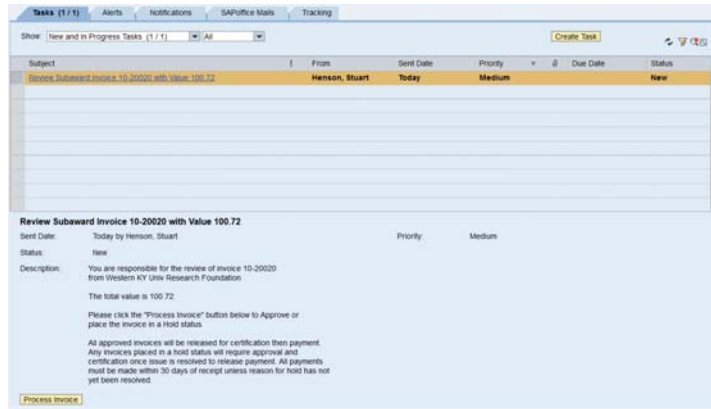 Tasks (1 / 1) Alerts Notifications SAPoffice Mails Tracking
Show: New and in Progress Tasks (1 / 1) All Create Task
Subject ! From Sent Date Priority Due Date Status
Review Subaward Invoice 10-20020 with Value 100.72 Henson, Stuart Today Medium New
Review Subaward Invoice 10-20020 with Value 100.72
Sent Date: Today by Henson, Stuart Priority: Medium
Status: New
Description: You are responsible for the review of invoice 10-20020
from Western KY Univ Research Foundation
The total value is 100.72
Please click the "Process Invoice" button below to Approve or
place the invoice in a Hold status
All approved invoices will be released for certification then payment.
Any invoices placed in a hold status will require approval and
certification once issue is resolved to release payment. All payments
must be made within 30 days of receipt unless reason for hold has not
yet been resolved.
Process Invoice